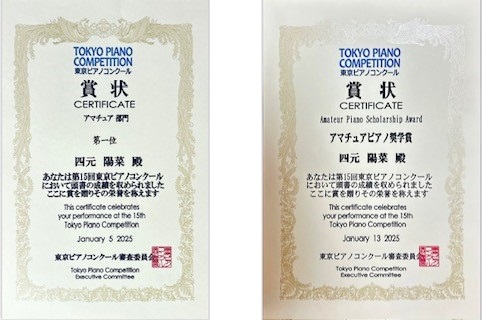 TOKYO PIANO
COMPETITION
東京ピアノコンクール
賞 状
CERTIFICATE
アマチュア 部門
第一位
四元 陽菜 殿
あなたは第15回東京ピアノコンクール
において頭書の成績を収められました
ここに賞を贈りその栄誉を称えます
This certificate celebrates
your performance at the 15th
Tokyo Piano Competition
January 5 2025
東京ピアノコンクール審査委員会
Tokyo Piano Competition
Executive Committee
TOKYO PIANO
COMPETITION
東京ピアノコンクール
賞 状
CERTIFICATE
Amateur Piano Scholarship Award
アマチュアピアノ奨学賞
四元 陽菜 殿
あなたは第15回東京ピアノコンクール
において頭書の成績を収められました
ここに賞を贈りその栄誉を称えます
This certificate celebrates
your performance at the 15th
Tokyo Piano Competition
January 13 2025
東京ピアノコンクール審査委員会
Tokyo Piano Competition
Executive Committee